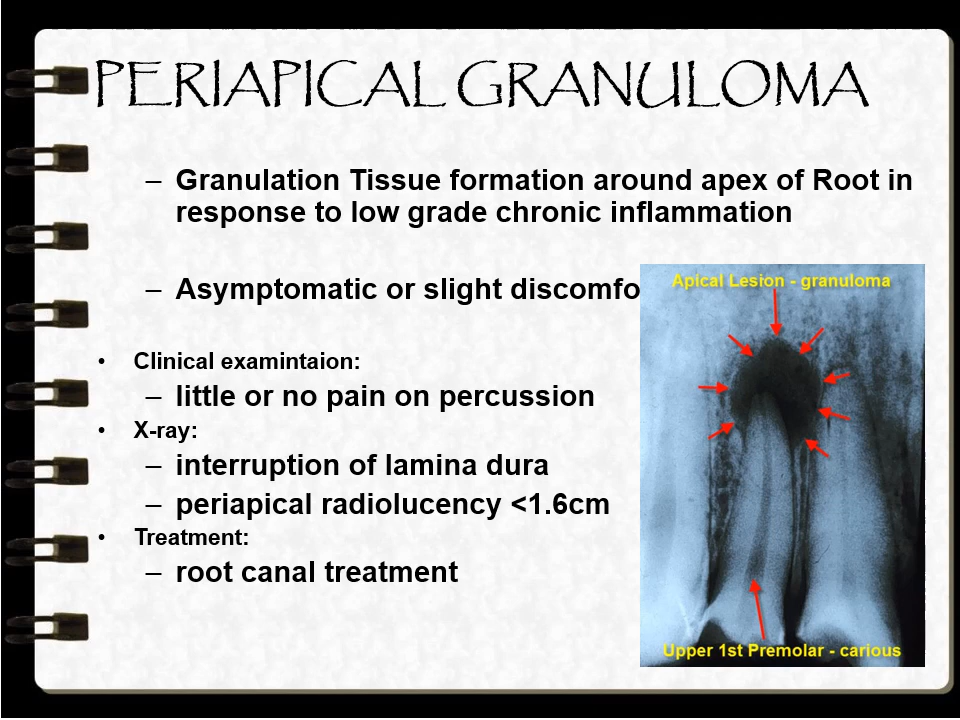 PERIAPICAL GRANULOMA
– Granulation Tissue formation around apex of Root in
response to low grade chronic inflammation
– Asymptomatic or slight discomfo
• Clinical examintaion:
– little or no pain on percussion
• X-ray:
– interruption of lamina dura
– periapical radiolucency <1.6cm
• Treatment:
– root canal treatment
Apical Lesion - granuloma
Upper 1st Premolar - carious